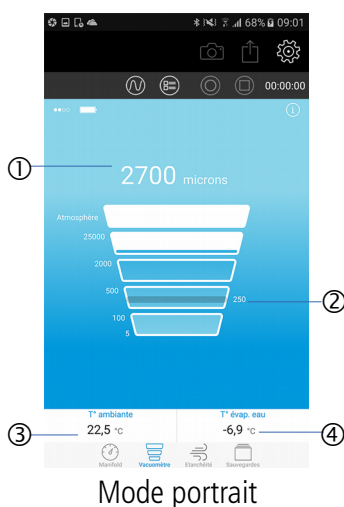 68% 09:01
00:00:00
① 2700 microns
Atmosphère
25000
2000
500 250 ②
100
5
T° ambiante T° évap. eau
③ 22,5 °C -6,9 °C ④
Manifold Vacuomètre Etanchéité Sauvegardes
Mode portrait